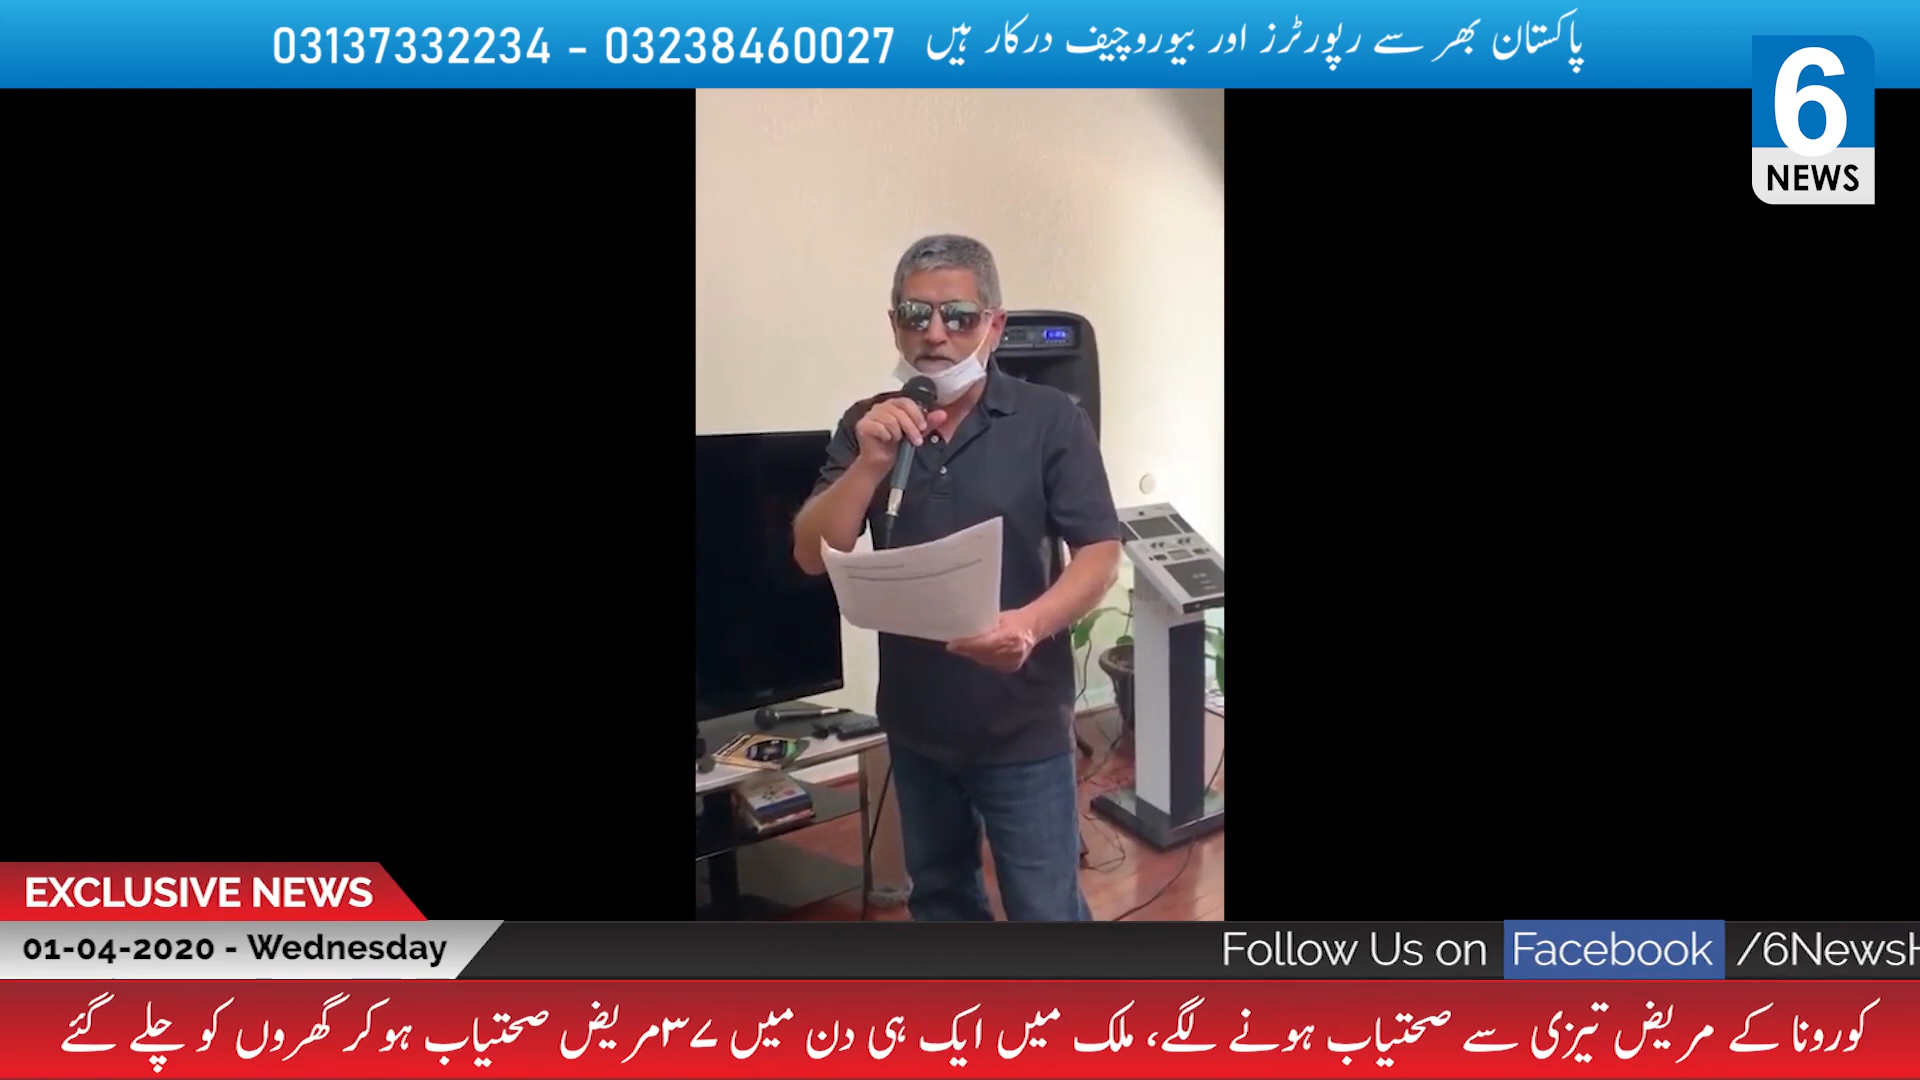 پاکستان بھر سے رپورٹرز اور بیوروچیف درکار ہیں 03137332234 - 03238460027
6
NEWS
EXCLUSIVE NEWS
01-04-2020 - Wednesday
Follow Us on Facebook /6NewsH
کورونا کے مریض تیزی سے صحتیاب ہونے لگے، ملک میں ایک ہی دن میں ۳۷مریض صحتیاب ہوکر گھروں کو چلے گئے